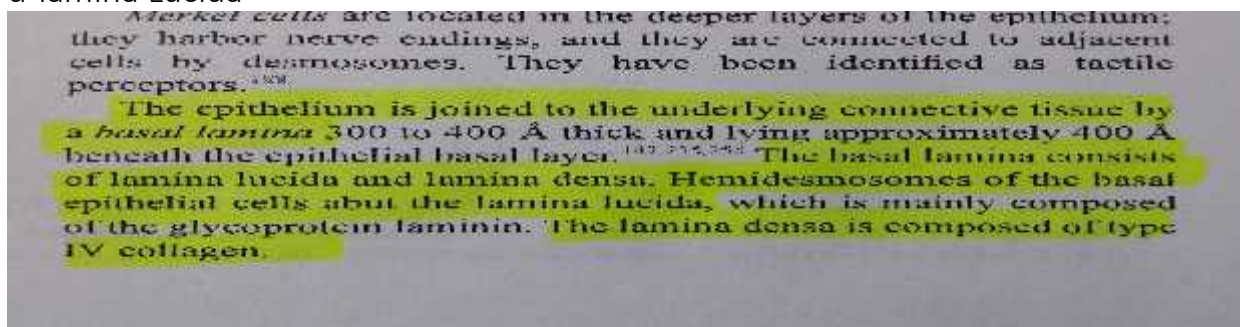 Merkel cells are located in the deeper layers of the epithelium;
they harbor nerve endings, and they are connected to adjacent
cells by desmosomes. They have been identified as tactile
perceptors.
The epithelium is joined to the underlying connective tissue by
a basal lamina 300 to 400 Å thick and lying approximately 400 Å
beneath the epithelial basal layer. The basal lamina consists
of lamina lucida and lamina densa. Hemidesmosomes of the basal
epithelial cells abut the lamina lucida, which is mainly composed
of the glycoprotein laminin. The lamina densa is composed of type
IV collagen.